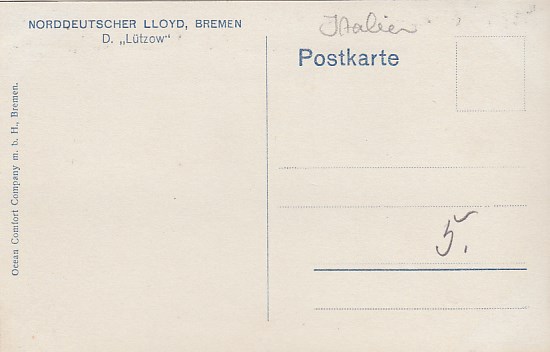 NORDDEUTSCHER LLOYD, BREMEN
D. „Lützow“
Italien
Postkarte
Ocean Comfort Company m. b. H., Bremen.
5.